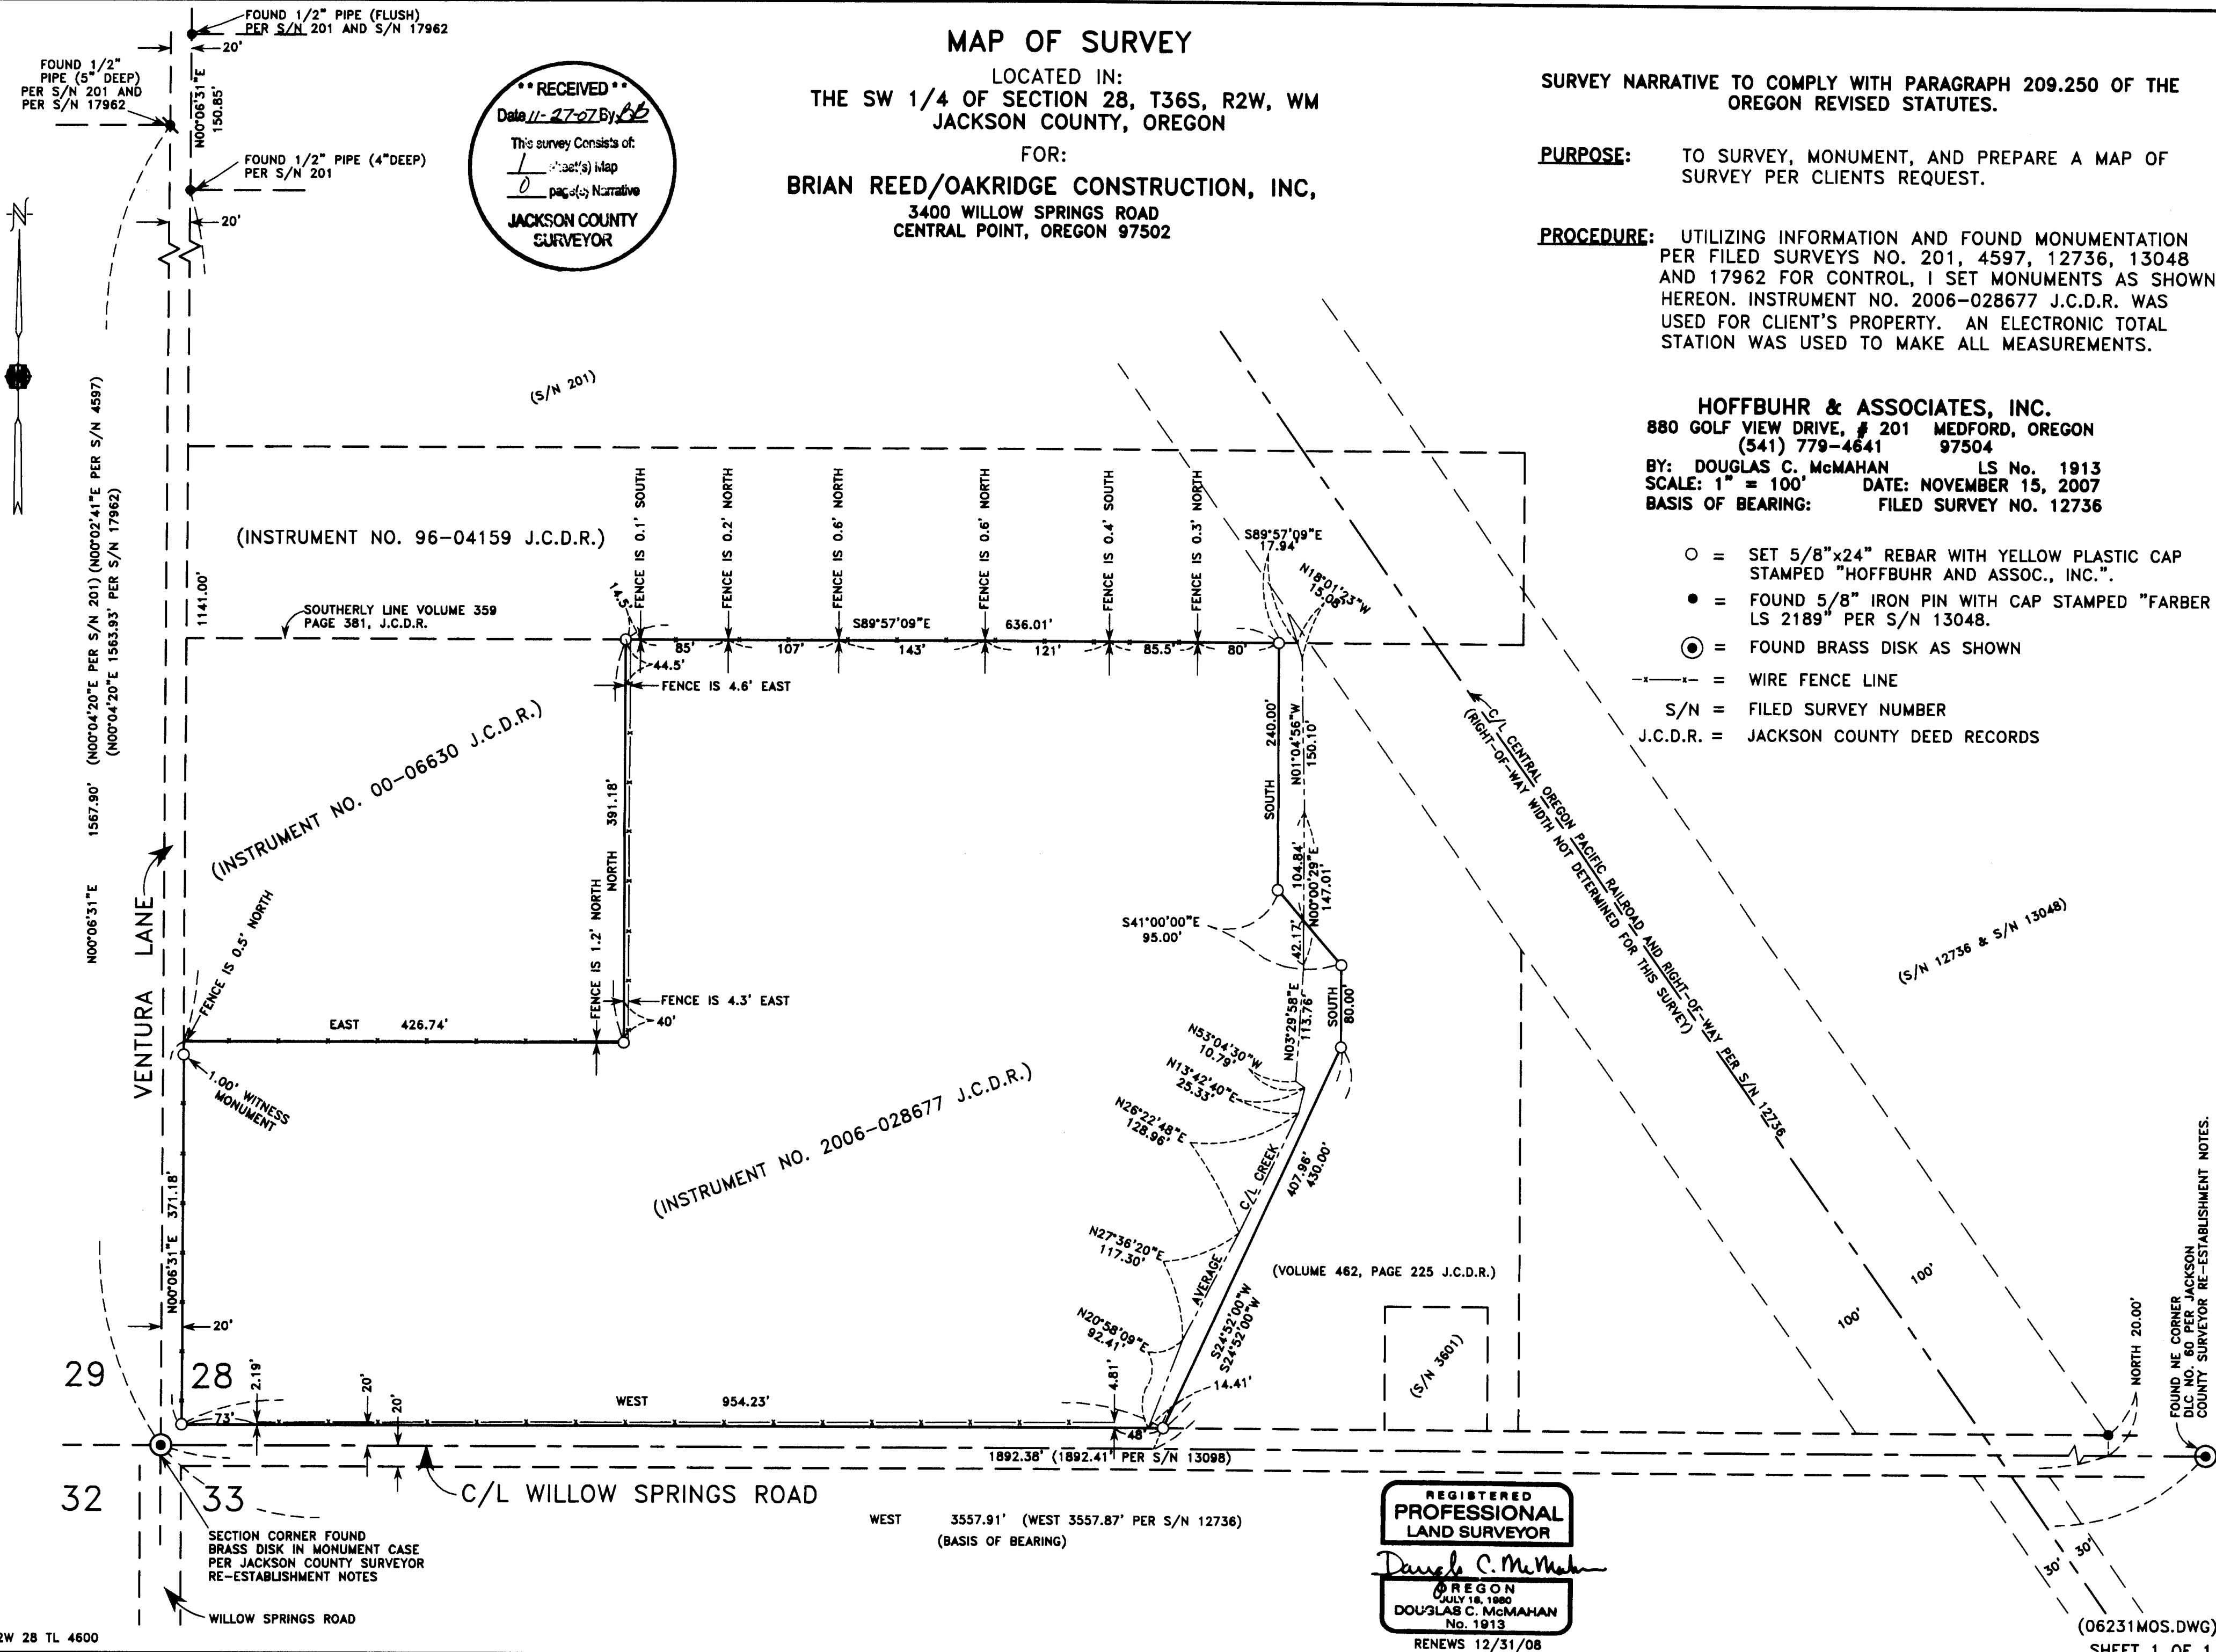 FOUND 1/2" PIPE (FLUSH)
PER S/N 201 AND S/N 17962
20'
FOUND 1/2"
PIPE (5" DEEP)
PER S/N 201 AND
PER S/N 17962
N00°06'31"E
150.85'
FOUND 1/2" PIPE (4"DEEP)
PER S/N 201
20'
N
** RECEIVED **
Date 11-27-07 By BB
This survey Consists of:
1 sheet(s) Map
0 page(s) Narrative
JACKSON COUNTY
SURVEYOR
MAP OF SURVEY
LOCATED IN:
THE SW 1/4 OF SECTION 28, T36S, R2W, WM
JACKSON COUNTY, OREGON
FOR:
BRIAN REED/OAKRIDGE CONSTRUCTION, INC,
3400 WILLOW SPRINGS ROAD
CENTRAL POINT, OREGON 97502
SURVEY NARRATIVE TO COMPLY WITH PARAGRAPH 209.250 OF THE
OREGON REVISED STATUTES.
PURPOSE: TO SURVEY, MONUMENT, AND PREPARE A MAP OF
SURVEY PER CLIENTS REQUEST.
PROCEDURE: UTILIZING INFORMATION AND FOUND MONUMENTATION
PER FILED SURVEYS NO. 201, 4597, 12736, 13048
AND 17962 FOR CONTROL, I SET MONUMENTS AS SHOWN
HEREON. INSTRUMENT NO. 2006-028677 J.C.D.R. WAS
USED FOR CLIENT'S PROPERTY. AN ELECTRONIC TOTAL
STATION WAS USED TO MAKE ALL MEASUREMENTS.
HOFFBUHR & ASSOCIATES, INC.
880 GOLF VIEW DRIVE, # 201 MEDFORD, OREGON
(541) 779-4641 97504
BY: DOUGLAS C. McMAHAN LS No. 1913
SCALE: 1" = 100' DATE: NOVEMBER 15, 2007
BASIS OF BEARING: FILED SURVEY NO. 12736
○ = SET 5/8"x24" REBAR WITH YELLOW PLASTIC CAP
STAMPED "HOFFBUHR AND ASSOC., INC.".
● = FOUND 5/8" IRON PIN WITH CAP STAMPED "FARBER
LS 2189" PER S/N 13048.
◉ = FOUND BRASS DISK AS SHOWN
-x——x- = WIRE FENCE LINE
S/N = FILED SURVEY NUMBER
J.C.D.R. = JACKSON COUNTY DEED RECORDS
(S/N 201)
N00°06'31"E 1567.90' (N00°04'20"E PER S/N 201) (N00°02'41"E PER S/N 4597)
(N00°04'20"E 1563.93' PER S/N 17962)
1141.00'
(INSTRUMENT NO. 96-04159 J.C.D.R.)
SOUTHERLY LINE VOLUME 359
PAGE 381, J.C.D.R.
14.5'
FENCE IS 0.1' SOUTH
FENCE IS 0.2' NORTH
FENCE IS 0.6' NORTH
FENCE IS 0.6' NORTH
FENCE IS 0.4' SOUTH
FENCE IS 0.3' NORTH
S89°57'09"E
17.94'
N18°01'23"W
15.08'
S89°57'09"E 636.01'
85'
107'
143'
121'
85.5'
80'
44.5'
FENCE IS 4.6' EAST
(INSTRUMENT NO. 00-06630 J.C.D.R.)
NORTH 391.18'
SOUTH 240.00'
N01°04'56"W
150.10'
104.84'
N00°00'29"E
147.01'
42.17'
S41°00'00"E
95.00'
C/L CENTRAL OREGON PACIFIC RAILROAD AND RIGHT-OF-WAY PER S/N 12736
(RIGHT-OF-WAY WIDTH NOT DETERMINED FOR THIS SURVEY)
(S/N 12736 & S/N 13048)
VENTURA LANE
FENCE IS 0.5' NORTH
FENCE IS 1.2' NORTH
FENCE IS 4.3' EAST
40'
EAST 426.74'
1.00' WITNESS
MONUMENT
SOUTH
80.00'
N03°29'58"E
113.76'
N53°04'30"W
10.79'
N13°42'40"E
25.33'
N26°22'48"E
128.96'
(INSTRUMENT NO. 2006-028677 J.C.D.R.)
AVERAGE C/L CREEK
407.96'
430.00'
N27°36'20"E
117.30'
N20°58'09"E
92.41'
S24°52'00"W
S24°52'00"W
(VOLUME 462, PAGE 225 J.C.D.R.)
(S/N 3601)
100'
100'
NORTH 20.00'
FOUND NE CORNER
DLC NO. 60 PER JACKSON
COUNTY SURVEYOR RE-ESTABLISHMENT NOTES.
N00°06'31"E 371.18'
20'
29
28
32
33
73'
2.19'
20'
20'
WEST 954.23'
4.81'
14.41'
48'
1892.38' (1892.41' PER S/N 13098)
C/L WILLOW SPRINGS ROAD
WEST 3557.91' (WEST 3557.87' PER S/N 12736)
(BASIS OF BEARING)
SECTION CORNER FOUND
BRASS DISK IN MONUMENT CASE
PER JACKSON COUNTY SURVEYOR
RE-ESTABLISHMENT NOTES
WILLOW SPRINGS ROAD
REGISTERED
PROFESSIONAL
LAND SURVEYOR
Douglas C. McMahan
OREGON
JULY 18, 1980
DOUGLAS C. McMAHAN
No. 1913
RENEWS 12/31/08
30'
30'
(06231MOS.DWG)
SHEET 1 OF 1
2W 28 TL 4600